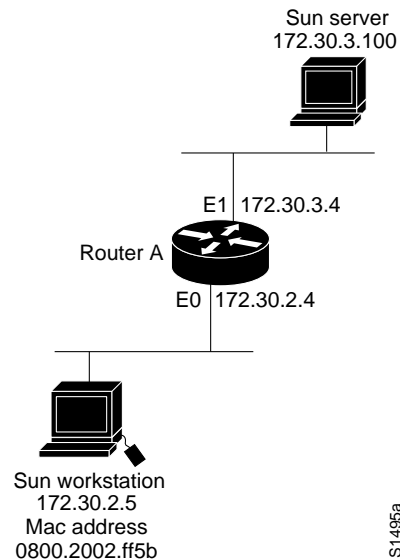 Sun server
172.30.3.100
E1 172.30.3.4
Router A
E0 172.30.2.4
Sun workstation
172.30.2.5
Mac address
0800.2002.ff5b
S1495a